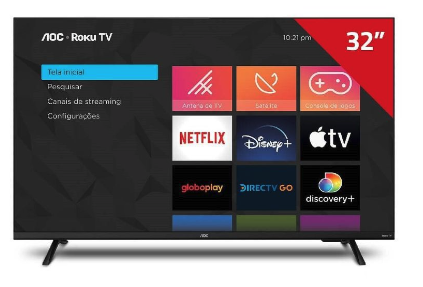 AOC • Roku TV
10:21 pm
32”
Tela inicial
Pesquisar
Canais de streaming
Configurações
Antena de TV
Satélite
Console de jogos
NETFLIX
Disney+
tv
globoplay
DIRECTV GO
discovery+
AOC